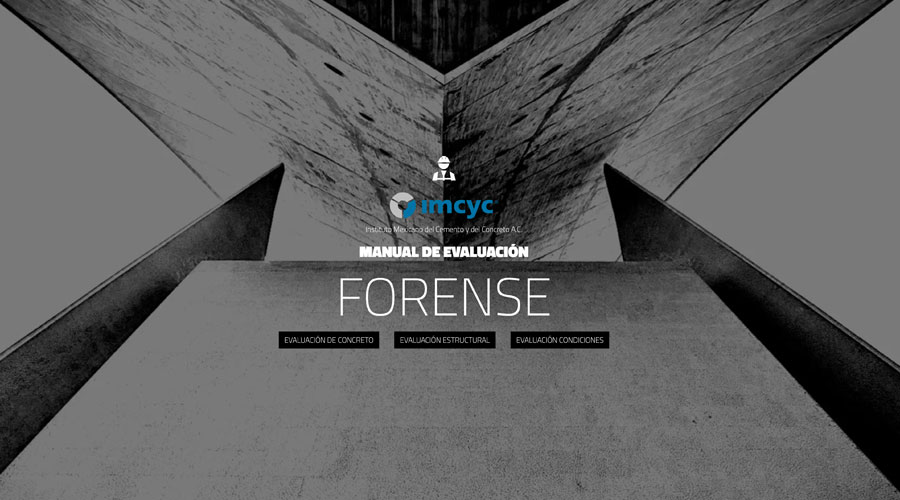 imcyc
Instituto Mexicano del Cemento y del Concreto A.C.
MANUAL DE EVALUACIÓN
FORENSE
EVALUACIÓN DE CONCRETO
EVALUACIÓN ESTRUCTURAL
EVALUACIÓN CONDICIONES